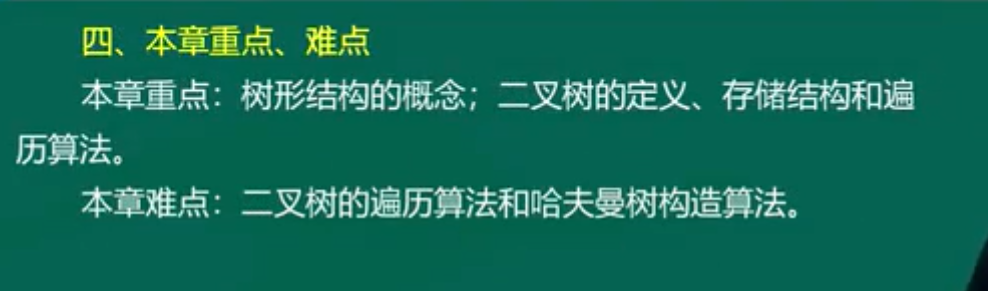 四、本章重点、难点
本章重点：树形结构的概念；二叉树的定义、存储结构和遍
历算法。
本章难点：二叉树的遍历算法和哈夫曼树构造算法。